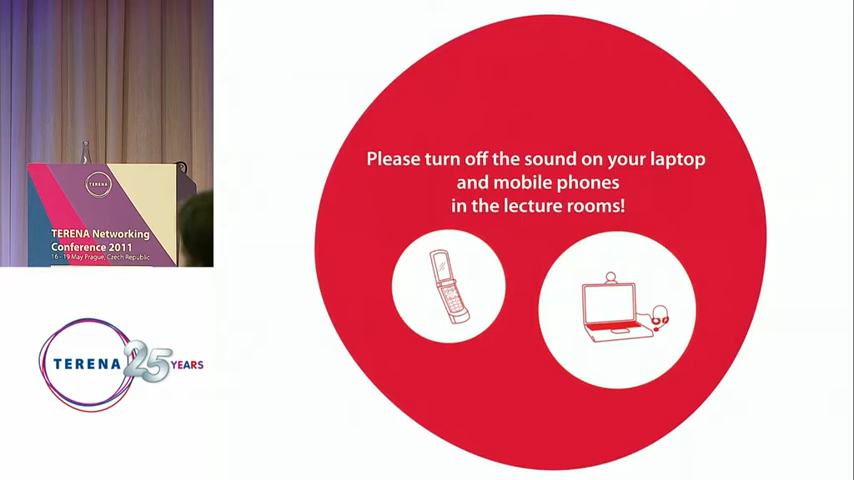 TERENA
TERENA Networking
Conference 2011
16 - 19 May Prague, Czech Republic
TERENA 25 YEARS
Please turn off the sound on your laptop
and mobile phones
in the lecture rooms!